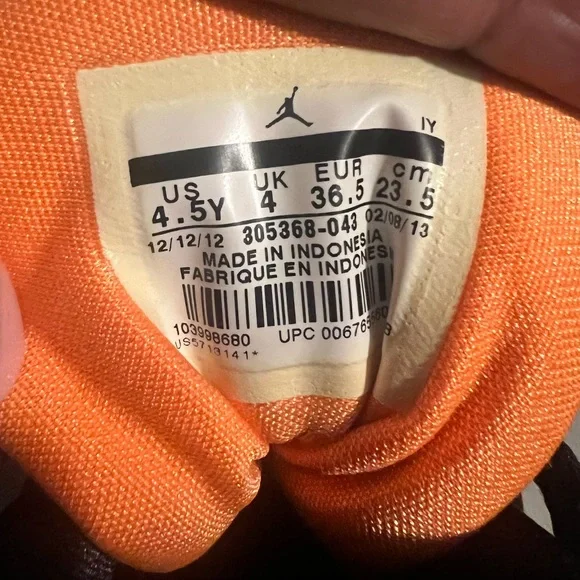 IY
US UK EUR cm
4.5Y 4 36.5 23.5
12/12/12 305368-043 02/08/13
MADE IN INDONESIA
FABRIQUE EN
103998680 UPC
US5713141*